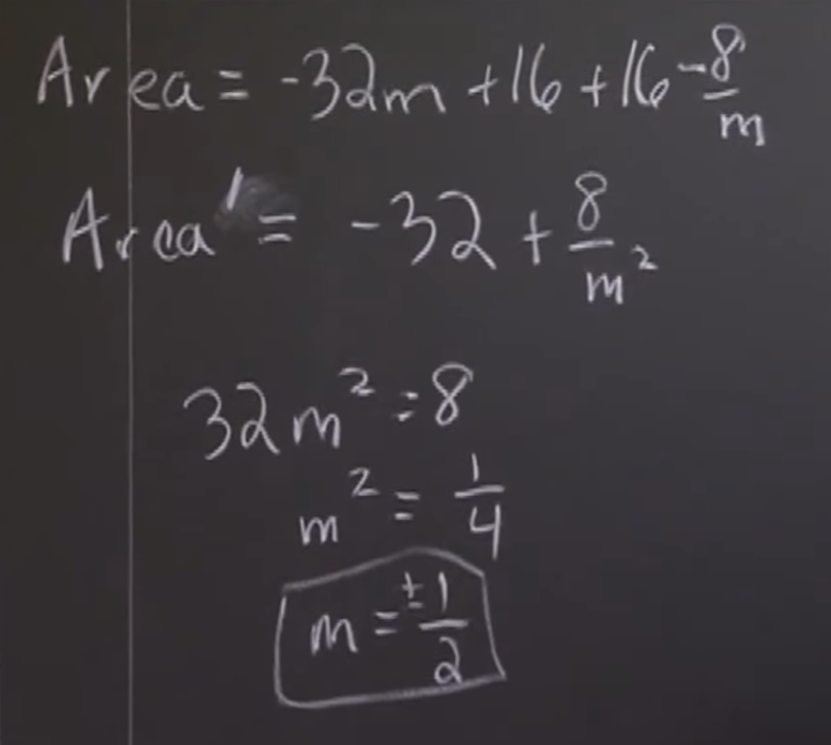 Area = -32m + 16 + 16 - 8/m
Area' = -32 + 8/m²
32m² = 8
m² = 1/4
m = ±1/2